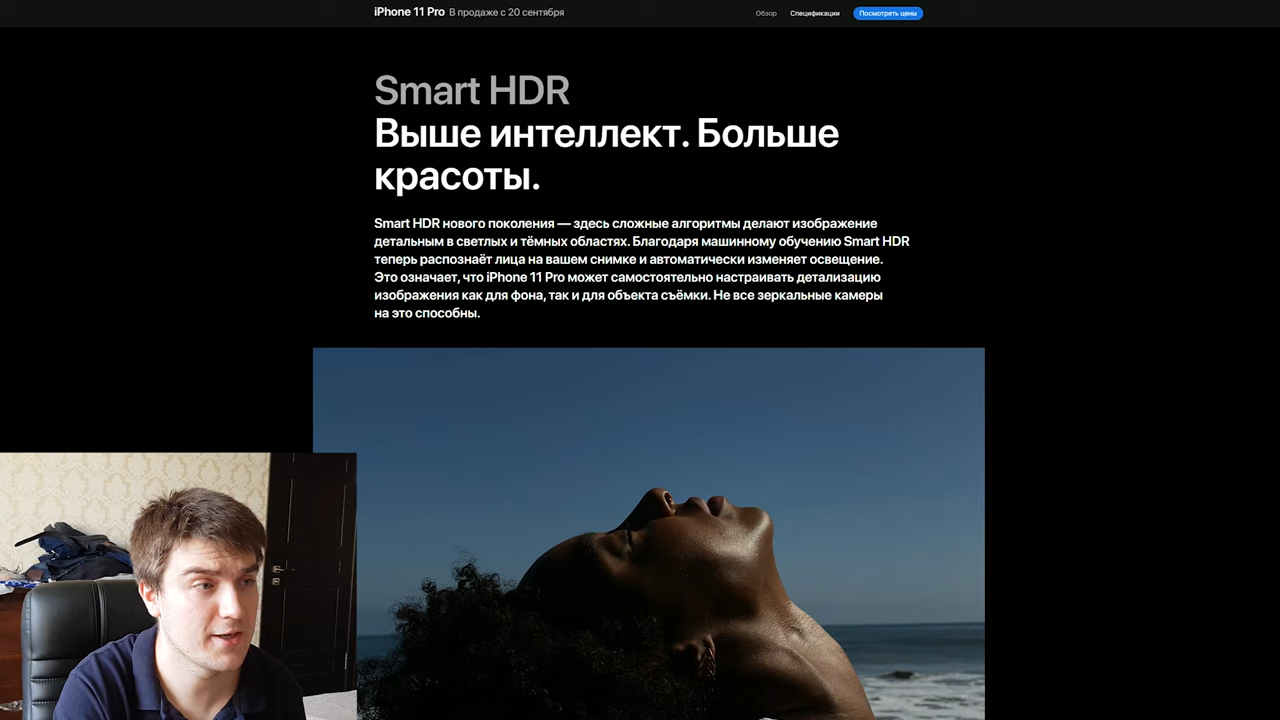 iPhone 11 Pro В продаже с 20 сентября
Обзор
Спецификации
Посмотреть цены
Smart HDR
Выше интеллект. Больше
красоты.
Smart HDR нового поколения — здесь сложные алгоритмы делают изображение
детальным в светлых и тёмных областях. Благодаря машинному обучению Smart HDR
теперь распознаёт лица на вашем снимке и автоматически изменяет освещение.
Это означает, что iPhone 11 Pro может самостоятельно настраивать детализацию
изображения как для фона, так и для объекта съёмки. Не все зеркальные камеры
на это способны.